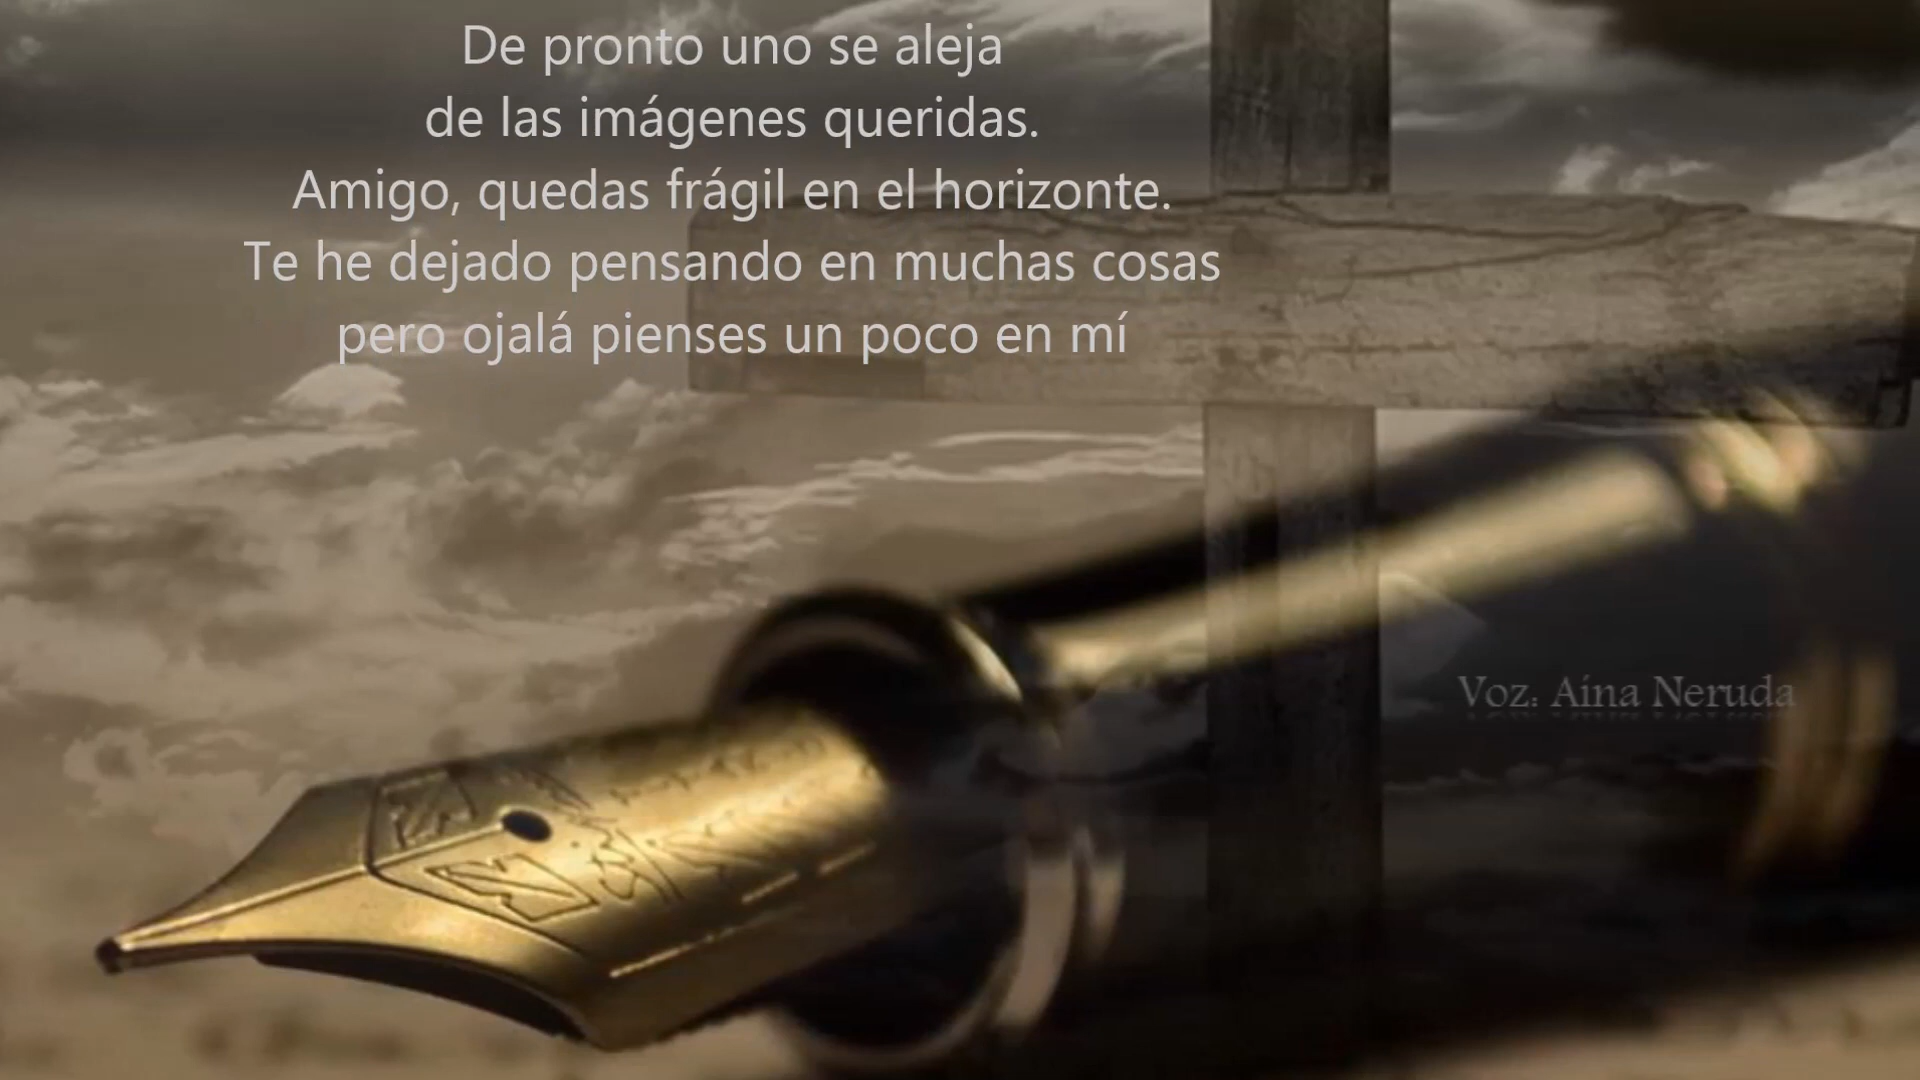 De pronto uno se aleja
de las imágenes queridas.
Amigo, quedas frágil en el horizonte.
Te he dejado pensando en muchas cosas
pero ojalá pienses un poco en mí
Voz: Aína Neruda